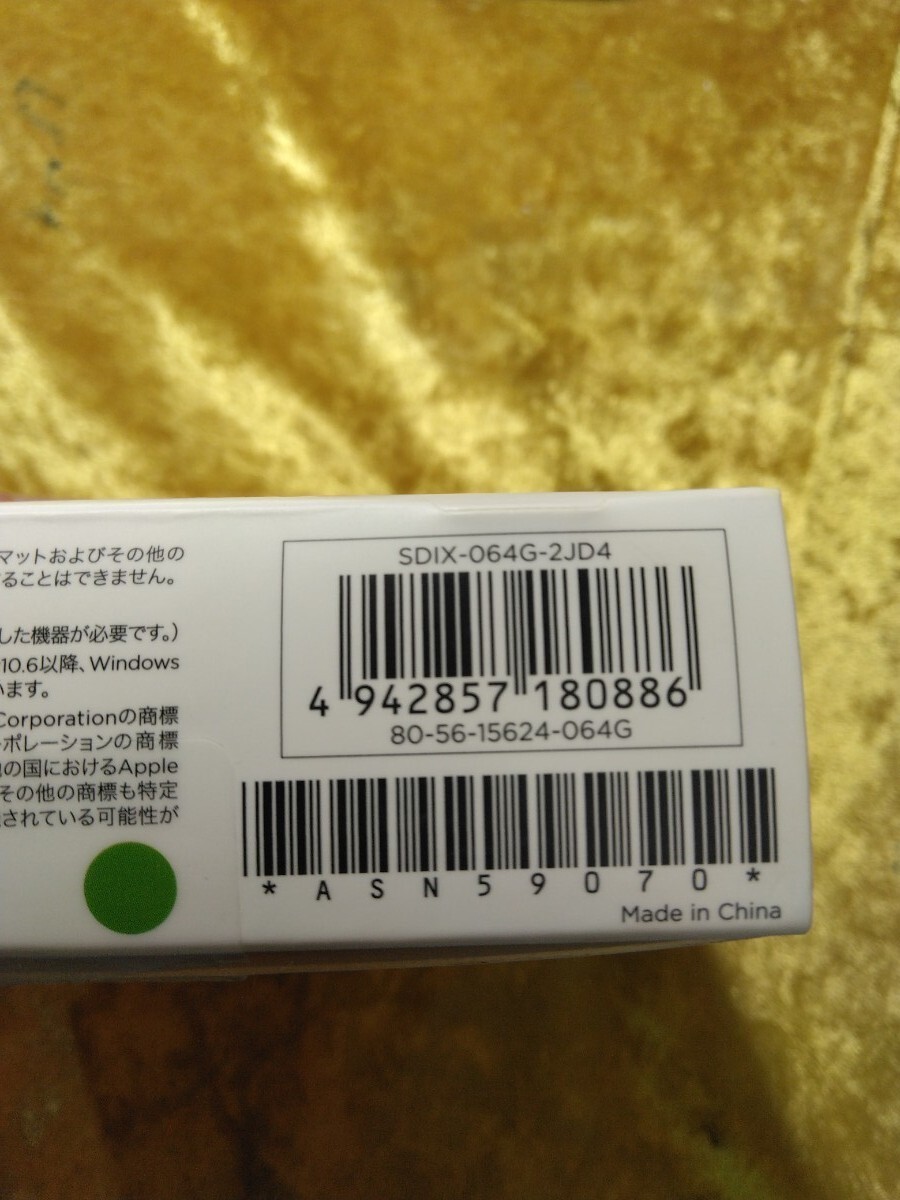 マットおよびその他の
ることはできません。
した機器が必要です。)
10.6以降、Windows
います。
Corporationの商標
ポレーションの商標
の国におけるApple
その他の商標も特定
されている可能性が
SDIX-064G-2JD4
4 942857 180886
80-56-15624-064G
*ASN59070*
Made in China